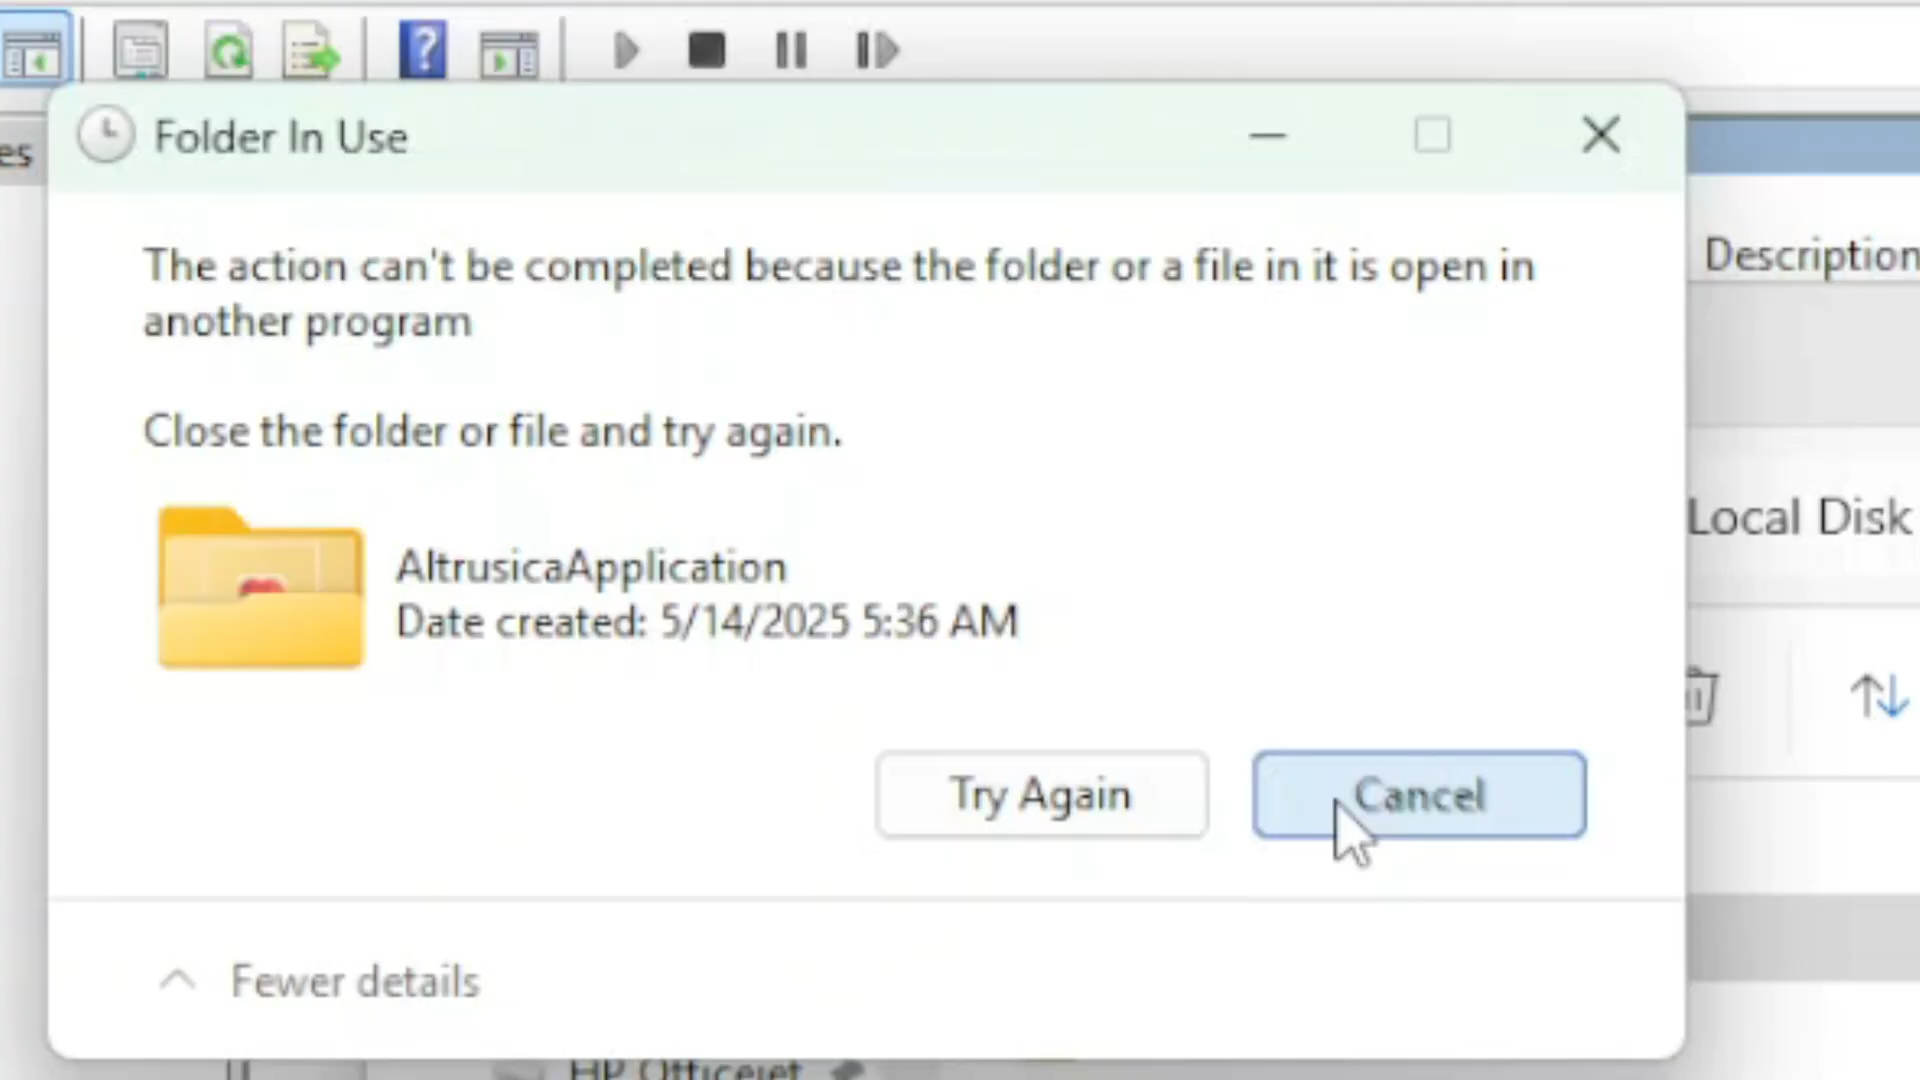 Folder In Use
es
The action can't be completed because the folder or a file in it is open in
another program
Description
Close the folder or file and try again.
Local Disk
AltrusicaApplication
Date created: 5/14/2025 5:36 AM
Try Again
Cancel
Fewer details
HP Officejet